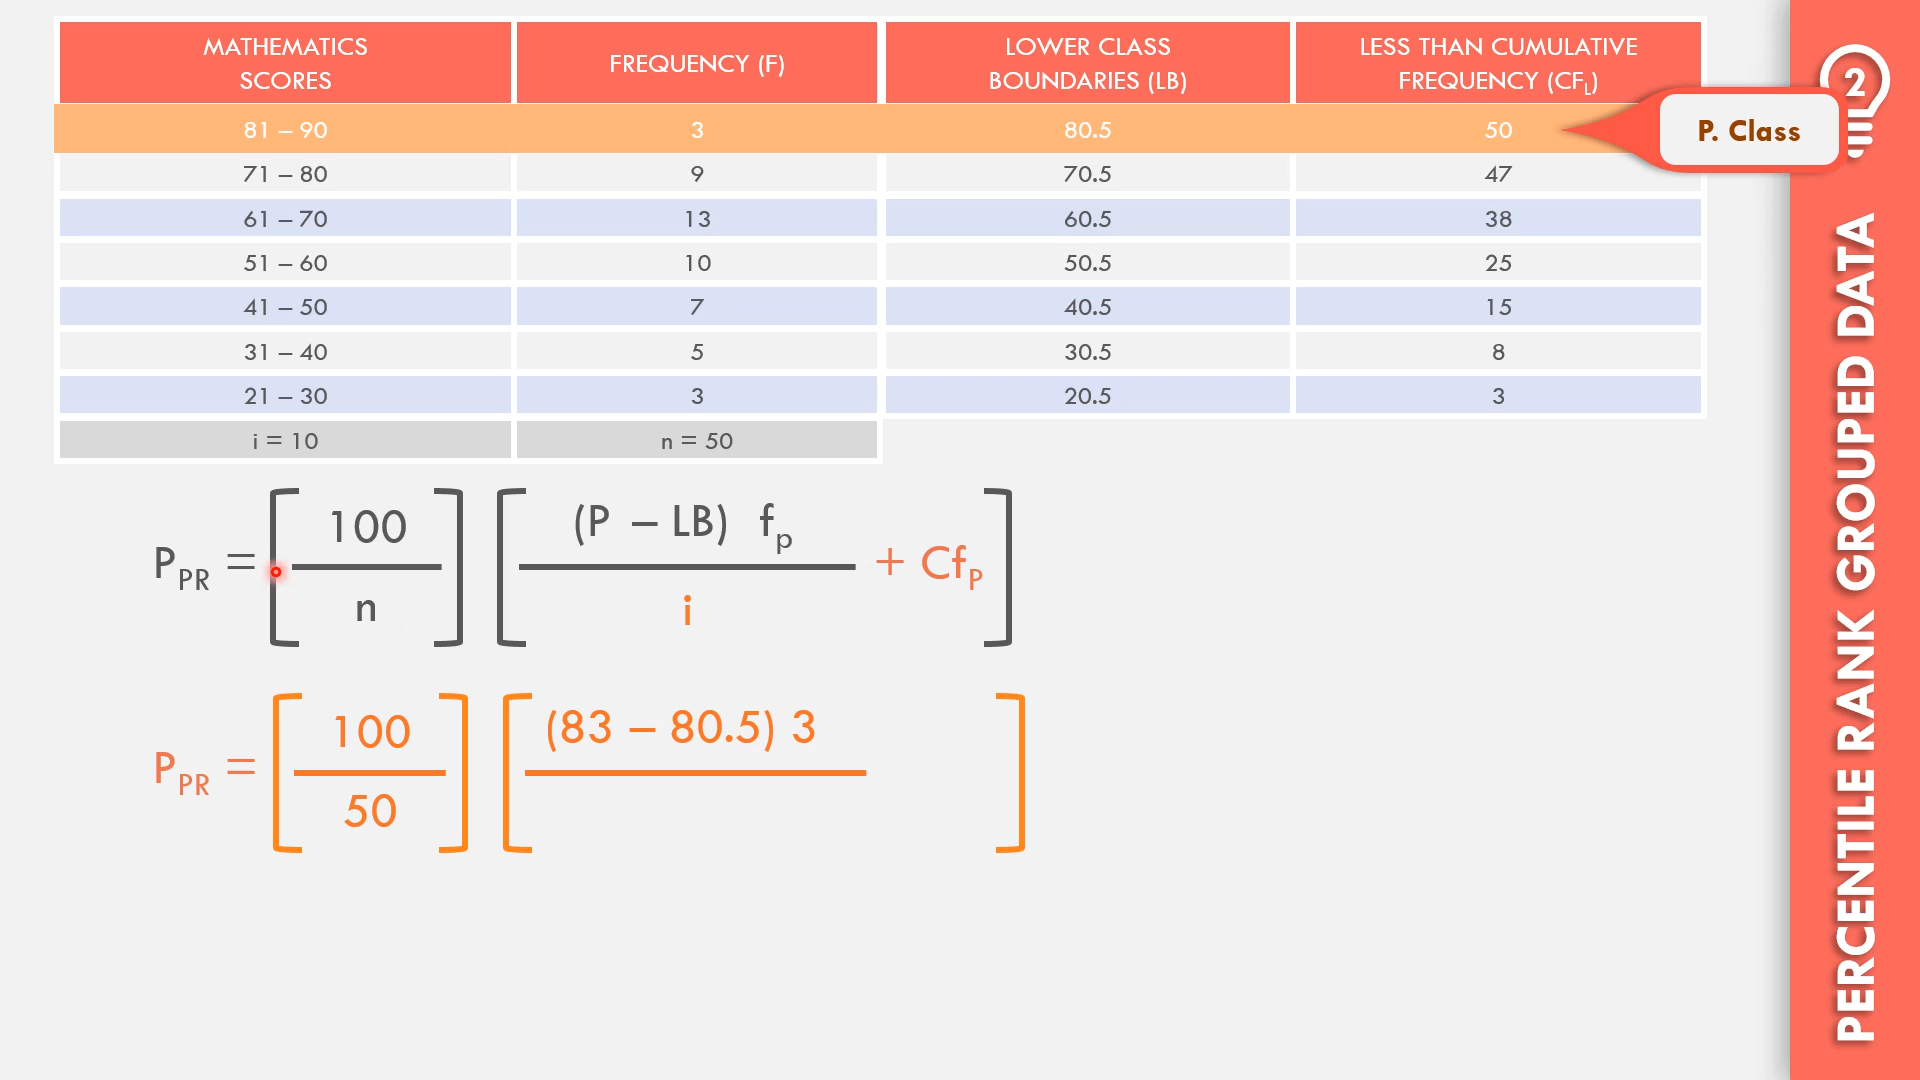 MATHEMATICS SCORES FREQUENCY (F) LOWER CLASS BOUNDARIES (LB) LESS THAN CUMULATIVE FREQUENCY (CFL)
81 – 90 3 80.5 50
71 – 80 9 70.5 47
61 – 70 13 60.5 38
51 – 60 10 50.5 25
41 – 50 7 40.5 15
31 – 40 5 30.5 8
21 – 30 3 20.5 3
i = 10 n = 50
P. Class
2
PERCENTILE RANK GROUPED DATA
100 (P – LB) fp
PPR = + CfP
n i
100 (83 – 80.5) 3
PPR =
50